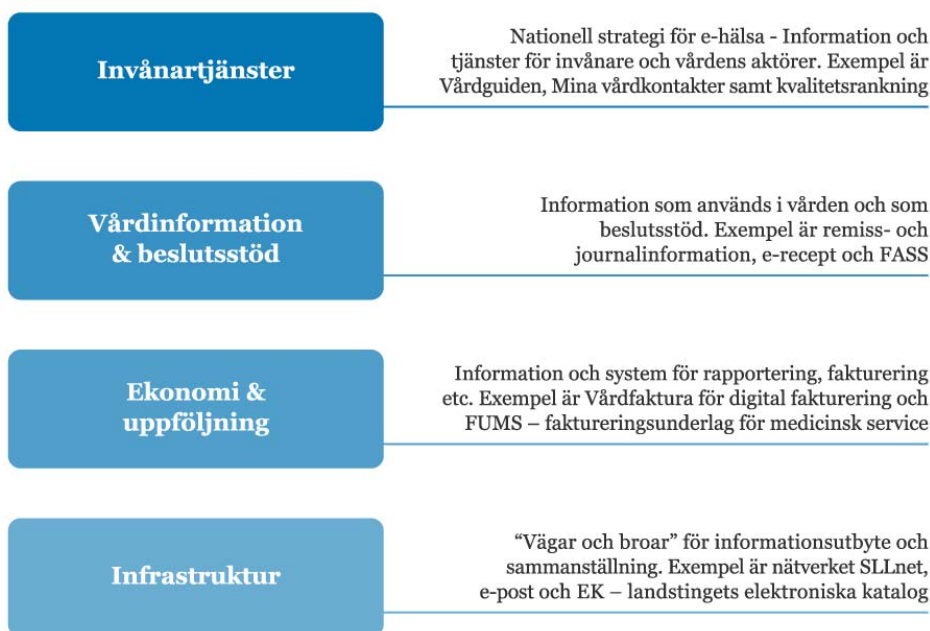 Invånartjänster
Nationell strategi för e-hälsa - Information och
tjänster för invånare och vårdens aktörer. Exempel är
Vårdguiden, Mina vårdkontakter samt kvalitetsrankning
Vårdinformation
& beslutsstöd
Information som används i vården och som
beslutsstöd. Exempel är remiss- och
journalinformation, e-recept och FASS
Ekonomi &
uppföljning
Information och system för rapportering, fakturering
etc. Exempel är Vårdfaktura för digital fakturering och
FUMS – faktureringsunderlag för medicinsk service
Infrastruktur
“Vägar och broar” för informationsutbyte och
sammanställning. Exempel är nätverket SLLnet,
e-post och EK – landstingets elektroniska katalog